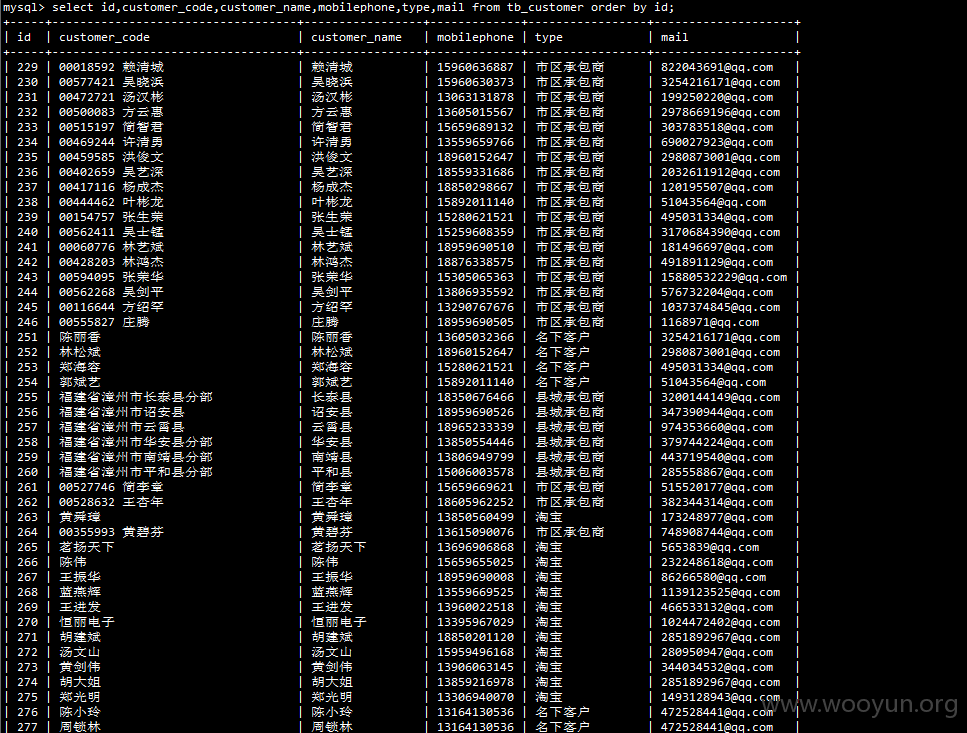 mysql> select id,customer_code,customer_name,mobilephone,type,mail from tb_customer order by id;
| id | customer_code | customer_name | mobilephone | type | mail |
| 229 | 00018592 赖清城 | 赖清城 | 15960636887 | 市区承包商 | 822043691@qq.com |
| 230 | 00577421 吴晓浜 | 吴晓浜 | 15960630373 | 市区承包商 | 3254216171@qq.com |
| 231 | 00472721 汤汉彬 | 汤汉彬 | 13063131878 | 市区承包商 | 199250220@qq.com |
| 232 | 00500083 方云惠 | 方云惠 | 13605015567 | 市区承包商 | 2978669196@qq.com |
| 233 | 00515197 简智君 | 简智君 | 15659689132 | 市区承包商 | 303783518@qq.com |
| 234 | 00469244 许清勇 | 许清勇 | 13559659766 | 市区承包商 | 690027923@qq.com |
| 235 | 00459585 洪俊文 | 洪俊文 | 18960152647 | 市区承包商 | 2980873001@qq.com |
| 236 | 00402659 吴艺深 | 吴艺深 | 18559331686 | 市区承包商 | 2032611912@qq.com |
| 237 | 00417116 杨成杰 | 杨成杰 | 18850298667 | 市区承包商 | 120195507@qq.com |
| 238 | 00444462 叶彬龙 | 叶彬龙 | 15892011140 | 市区承包商 | 51043564@qq.com |
| 239 | 00154757 张生荣 | 张生荣 | 15280621521 | 市区承包商 | 495031334@qq.com |
| 240 | 00562411 吴士锰 | 吴士锰 | 15259608359 | 市区承包商 | 3170684390@qq.com |
| 241 | 00060776 林艺斌 | 林艺斌 | 18959690510 | 市区承包商 | 181496697@qq.com |
| 242 | 00428203 林鸿杰 | 林鸿杰 | 18876338575 | 市区承包商 | 491891129@qq.com |
| 243 | 00594095 张荣华 | 张荣华 | 15305065363 | 市区承包商 | 15880532229@qq.com |
| 244 | 00562268 吴剑平 | 吴剑平 | 13806935592 | 市区承包商 | 576732204@qq.com |
| 245 | 00116644 方绍罕 | 方绍罕 | 13290767676 | 市区承包商 | 1037374845@qq.com |
| 246 | 00555827 庄腾 | 庄腾 | 18959690505 | 市区承包商 | 1168971@qq.com |
| 251 | 陈丽香 | 陈丽香 | 13605032366 | 名下客户 | 3254216171@qq.com |
| 252 | 林松斌 | 林松斌 | 18960152647 | 名下客户 | 2980873001@qq.com |
| 253 | 郑海容 | 郑海容 | 15280621521 | 名下客户 | 495031334@qq.com |
| 254 | 郭斌艺 | 郭斌艺 | 15892011140 | 名下客户 | 51043564@qq.com |
| 255 | 福建省漳州市长泰县分部 | 长泰县 | 18350676466 | 县城承包商 | 3200144149@qq.com |
| 256 | 福建省漳州市诏安县 | 诏安县 | 18959690526 | 县城承包商 | 347390944@qq.com |
| 257 | 福建省漳州市云霄县 | 云霄县 | 18965233339 | 县城承包商 | 974353660@qq.com |
| 258 | 福建省漳州市华安县分部 | 华安县 | 13850554446 | 县城承包商 | 379744224@qq.com |
| 259 | 福建省漳州市南靖县分部 | 南靖县 | 13806949799 | 县城承包商 | 443719540@qq.com |
| 260 | 福建省漳州市平和县分部 | 平和县 | 15006003578 | 县城承包商 | 285558867@qq.com |
| 261 | 00527746 简李章 | 简李章 | 15659669621 | 市区承包商 | 515520177@qq.com |
| 262 | 00528632 王杏年 | 王杏年 | 18605962252 | 市区承包商 | 382344314@qq.com |
| 263 | 黄舜璋 | 黄舜璋 | 13850560499 | 淘宝 | 173248977@qq.com |
| 264 | 00355993 黄碧芬 | 黄碧芬 | 13615090076 | 市区承包商 | 748908744@qq.com |
| 265 | 茗扬天下 | 茗扬天下 | 13696906868 | 淘宝 | 5653839@qq.com |
| 266 | 陈伟 | 陈伟 | 15659655025 | 淘宝 | 232248618@qq.com |
| 267 | 王振华 | 王振华 | 18959690008 | 淘宝 | 86266580@qq.com |
| 268 | 蓝燕辉 | 蓝燕辉 | 13559669525 | 淘宝 | 1139123525@qq.com |
| 269 | 王进发 | 王进发 | 13960022518 | 淘宝 | 466533132@qq.com |
| 270 | 恒丽电子 | 恒丽电子 | 13395967029 | 淘宝 | 1024472402@qq.com |
| 271 | 胡建斌 | 胡建斌 | 18850201120 | 淘宝 | 2851892967@qq.com |
| 272 | 汤文山 | 汤文山 | 15959496168 | 淘宝 | 280950947@qq.com |
| 273 | 黄剑伟 | 黄剑伟 | 13906063145 | 淘宝 | 344034532@qq.com |
| 274 | 胡大姐 | 胡大姐 | 13859216978 | 淘宝 | 2851892967@qq.com |
| 275 | 郑光明 | 郑光明 | 13306940070 | 淘宝 | 1493128943@qq.com |
| 276 | 陈小玲 | 陈小玲 | 13164130536 | 名下客户 | 472528441@qq.com |
| 277 | 周锁林 | 周锁林 | 13164130536 | 名下客户 | 472528441@qq.com |
www.wooyun.org